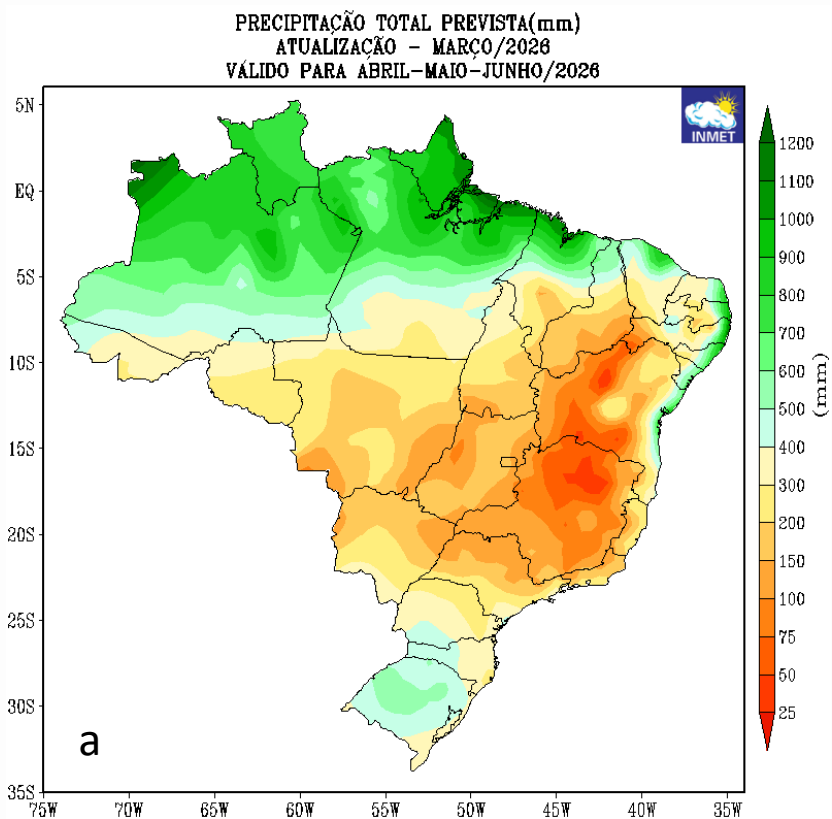 PRECIPITAÇÃO TOTAL PREVISTA(mm)
ATUALIZAÇÃO - MARÇO/2026
VÁLIDO PARA ABRIL-MAIO-JUNHO/2026
INMET
5N
EQ
5S
10S
15S
20S
25S
30S
35S
75W
70W
65W
60W
55W
50W
45W
40W
35W
1200
1100
1000
900
800
700
600
500
400
300
200
150
100
75
50
25
(mm)
a